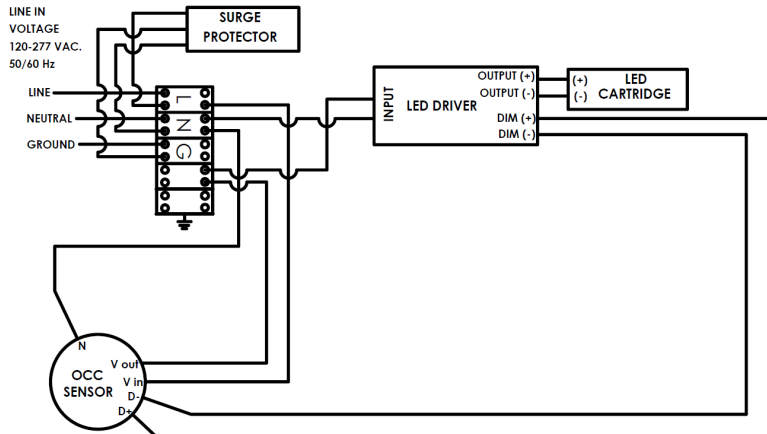 LINE IN
VOLTAGE
120-277 VAC.
50/60 Hz
SURGE
PROTECTOR
LINE
NEUTRAL
GROUND
L
N
G
INPUT
LED DRIVER
OUTPUT (+)
OUTPUT (-)
DIM (+)
DIM (-)
(+)
(-)
LED
CARTRIDGE
N
V out
V in
D-
D+
OCC
SENSOR